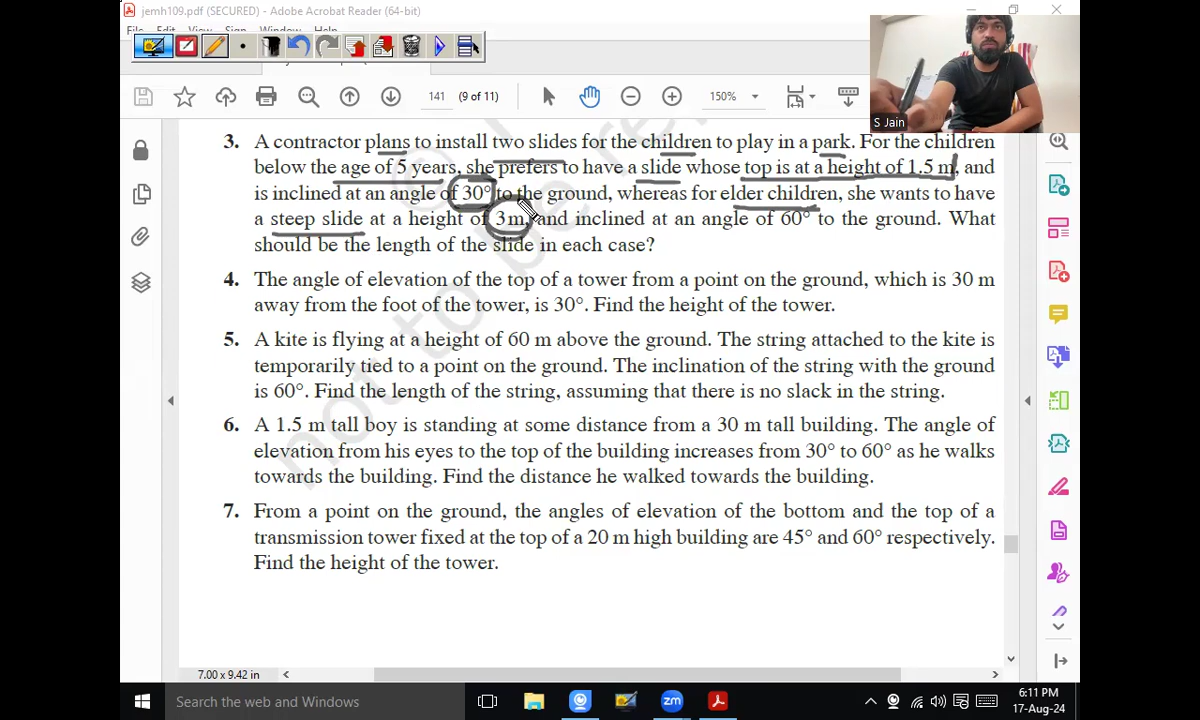 jemh109.pdf (SECURED) - Adobe Acrobat Reader (64-bit)
File Edit View Sign Window Help
141 (9 of 11) 150%
S Jain
3. A contractor plans to install two slides for the children to play in a park. For the children
below the age of 5 years, she prefers to have a slide whose top is at a height of 1.5 m, and
is inclined at an angle of 30° to the ground, whereas for elder children, she wants to have
a steep slide at a height of 3m, and inclined at an angle of 60° to the ground. What
should be the length of the slide in each case?
4. The angle of elevation of the top of a tower from a point on the ground, which is 30 m
away from the foot of the tower, is 30°. Find the height of the tower.
5. A kite is flying at a height of 60 m above the ground. The string attached to the kite is
temporarily tied to a point on the ground. The inclination of the string with the ground
is 60°. Find the length of the string, assuming that there is no slack in the string.
6. A 1.5 m tall boy is standing at some distance from a 30 m tall building. The angle of
elevation from his eyes to the top of the building increases from 30° to 60° as he walks
towards the building. Find the distance he walked towards the building.
7. From a point on the ground, the angles of elevation of the bottom and the top of a
transmission tower fixed at the top of a 20 m high building are 45° and 60° respectively.
Find the height of the tower.
not to be re
7.00 x 9.42 in
Search the web and Windows
zm
6:11 PM
17-Aug-24